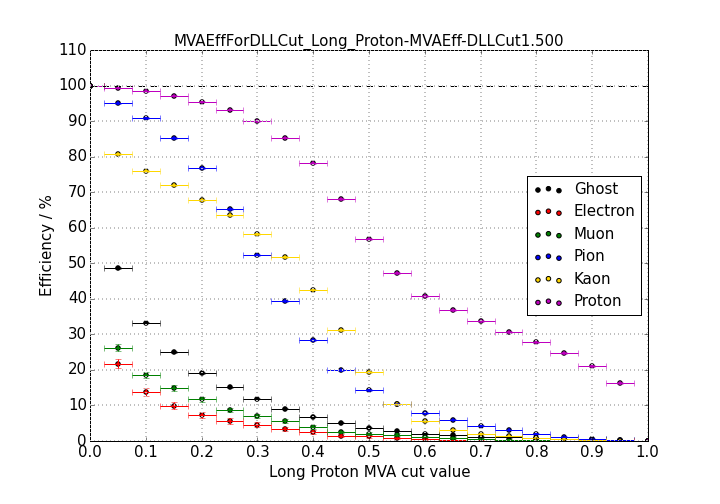 MVAEffForDLLCut_Long_Proton-MVAEff-DLLCut1.500
110
100
90
80
70
60
50
40
30
20
10
0
Efficiency / %
Ghost
Electron
Muon
Pion
Kaon
Proton
0.0 0.1 0.2 0.3 0.4 0.5 0.6 0.7 0.8 0.9 1.0
Long Proton MVA cut value